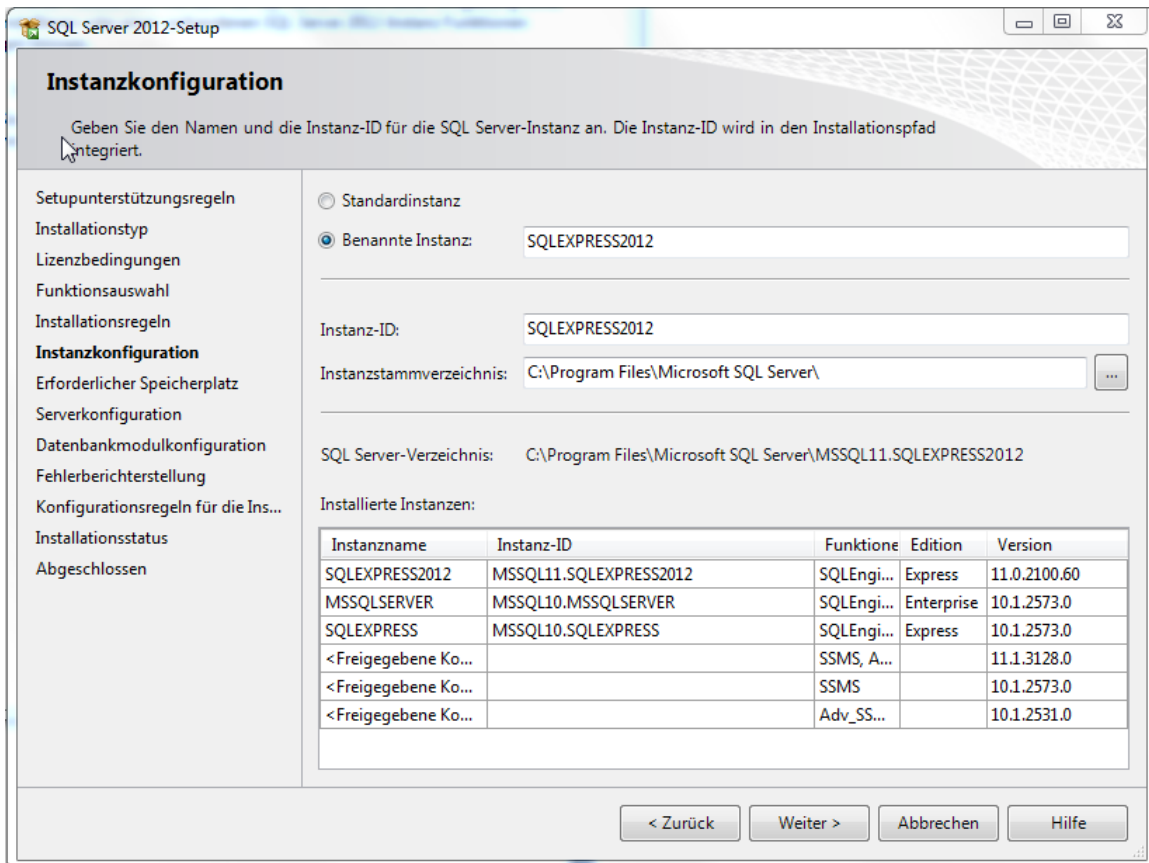 SQL Server 2012-Setup
Instanzkonfiguration
Geben Sie den Namen und die Instanz-ID für die SQL Server-Instanz an. Die Instanz-ID wird in den Installationspfad
integriert.
Setupunterstützungsregeln
Installationstyp
Lizenzbedingungen
Funktionsauswahl
Installationsregeln
Instanzkonfiguration
Erforderlicher Speicherplatz
Serverkonfiguration
Datenbankmodulkonfiguration
Fehlerberichterstellung
Konfigurationsregeln für die Ins...
Installationsstatus
Abgeschlossen
Standardinstanz
Benannte Instanz: SQLEXPRESS2012
Instanz-ID: SQLEXPRESS2012
Instanzstammverzeichnis: C:\Program Files\Microsoft SQL Server\ ...
SQL Server-Verzeichnis: C:\Program Files\Microsoft SQL Server\MSSQL11.SQLEXPRESS2012
Installierte Instanzen:
Instanzname Instanz-ID Funktione Edition Version
SQLEXPRESS2012 MSSQL11.SQLEXPRESS2012 SQLEngi... Express 11.0.2100.60
MSSQLSERVER MSSQL10.MSSQLSERVER SQLEngi... Enterprise 10.1.2573.0
SQLEXPRESS MSSQL10.SQLEXPRESS SQLEngi... Express 10.1.2573.0
<Freigegebene Ko... SSMS, A... 11.1.3128.0
<Freigegebene Ko... SSMS 10.1.2573.0
<Freigegebene Ko... Adv_SS... 10.1.2531.0
< Zurück Weiter > Abbrechen Hilfe